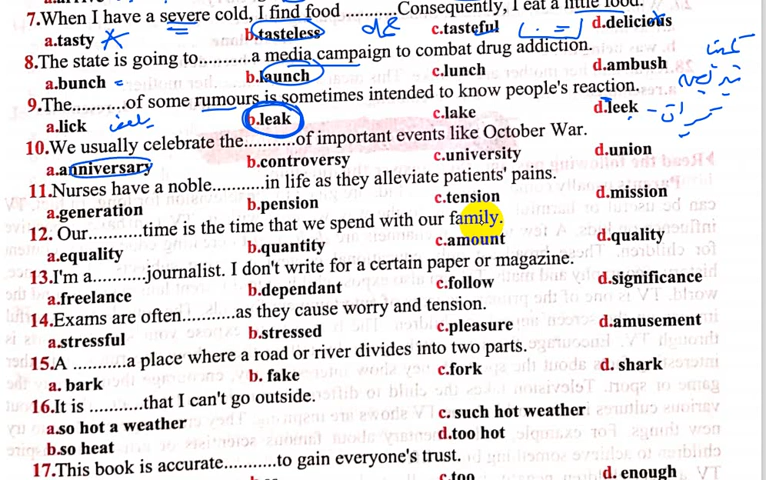 7.When I have a severe cold, I find food ............Consequently, I eat a little food.
a.tasty b.tasteless c.tasteful d.delicious
8.The state is going to..........a media campaign to combat drug addiction.
a.bunch b.launch c.lunch d.ambush
9.The..........of some rumours is sometimes intended to know people's reaction.
a.lick b.leak c.lake d.leek
10.We usually celebrate the..........of important events like October War.
a.anniversary b.controversy c.university d.union
11.Nurses have a noble..........in life as they alleviate patients' pains.
a.generation b.pension c.tension d.mission
12. Our..........time is the time that we spend with our family.
a.equality b.quantity c.amount d.quality
13.I'm a..........journalist. I don't write for a certain paper or magazine.
a.freelance b.dependant c.follow d.significance
14.Exams are often..........as they cause worry and tension.
a.stressful b.stressed c.pleasure d.amusement
15.A ..........a place where a road or river divides into two parts.
a. bark b. fake c.fork d. shark
16.It is ..........that I can't go outside.
a.so hot a weather c. such hot weather
b.so heat d.too hot
17.This book is accurate...........to gain everyone's trust.
c.too d. enough